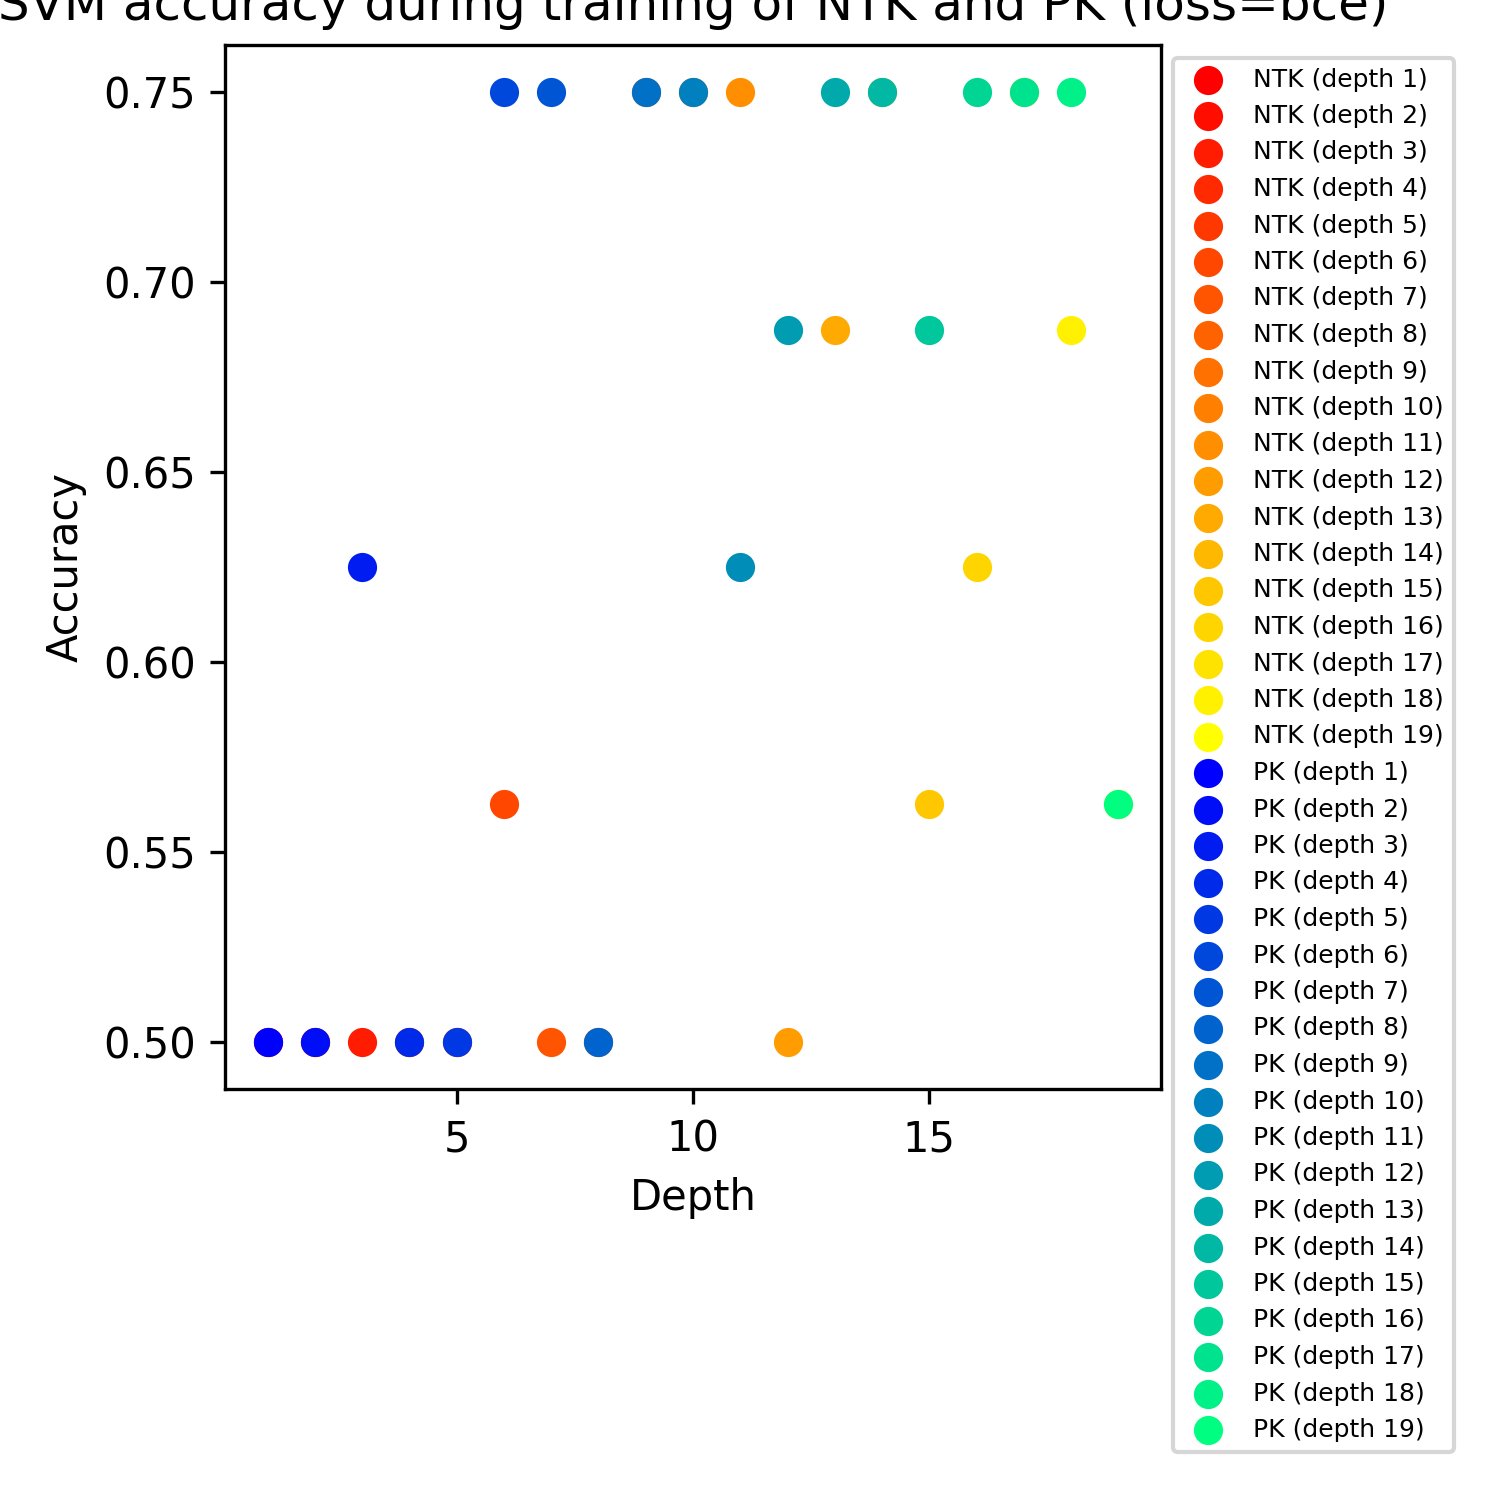 SVM accuracy during training of NTK and PK (loss=bce)
0.75
0.70
0.65
0.60
0.55
0.50
Accuracy
5 10 15
Depth
NTK (depth 1)
NTK (depth 2)
NTK (depth 3)
NTK (depth 4)
NTK (depth 5)
NTK (depth 6)
NTK (depth 7)
NTK (depth 8)
NTK (depth 9)
NTK (depth 10)
NTK (depth 11)
NTK (depth 12)
NTK (depth 13)
NTK (depth 14)
NTK (depth 15)
NTK (depth 16)
NTK (depth 17)
NTK (depth 18)
NTK (depth 19)
PK (depth 1)
PK (depth 2)
PK (depth 3)
PK (depth 4)
PK (depth 5)
PK (depth 6)
PK (depth 7)
PK (depth 8)
PK (depth 9)
PK (depth 10)
PK (depth 11)
PK (depth 12)
PK (depth 13)
PK (depth 14)
PK (depth 15)
PK (depth 16)
PK (depth 17)
PK (depth 18)
PK (depth 19)